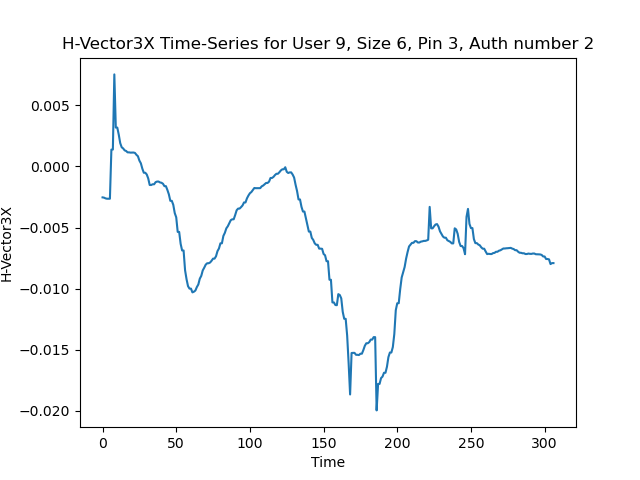 H-Vector3X Time-Series for User 9, Size 6, Pin 3, Auth number 2
0.005
0.000
−0.005
−0.010
−0.015
−0.020
H-Vector3X
0 50 100 150 200 250 300
Time